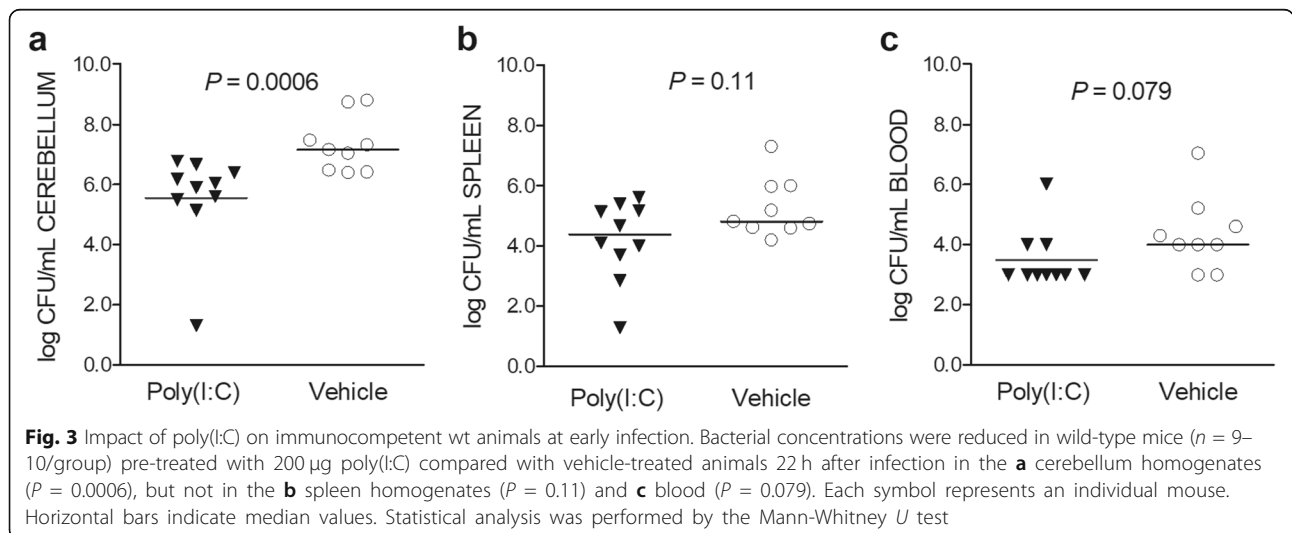 a
b
c
10.0
8.0
6.0
4.0
2.0
0.0
log CFU/mL CEREBELLUM
P = 0.0006
Poly(I:C)
Vehicle
10.0
8.0
6.0
4.0
2.0
0.0
log CFU/mL SPLEEN
P = 0.11
Poly(I:C)
Vehicle
10.0
8.0
6.0
4.0
2.0
0.0
log CFU/mL BLOOD
P = 0.079
Poly(I:C)
Vehicle
Fig. 3 Impact of poly(I:C) on immunocompetent wt animals at early infection. Bacterial concentrations were reduced in wild-type mice (n = 9–
10/group) pre-treated with 200 μg poly(I:C) compared with vehicle-treated animals 22 h after infection in the a cerebellum homogenates
(P = 0.0006), but not in the b spleen homogenates (P = 0.11) and c blood (P = 0.079). Each symbol represents an individual mouse.
Horizontal bars indicate median values. Statistical analysis was performed by the Mann-Whitney U test